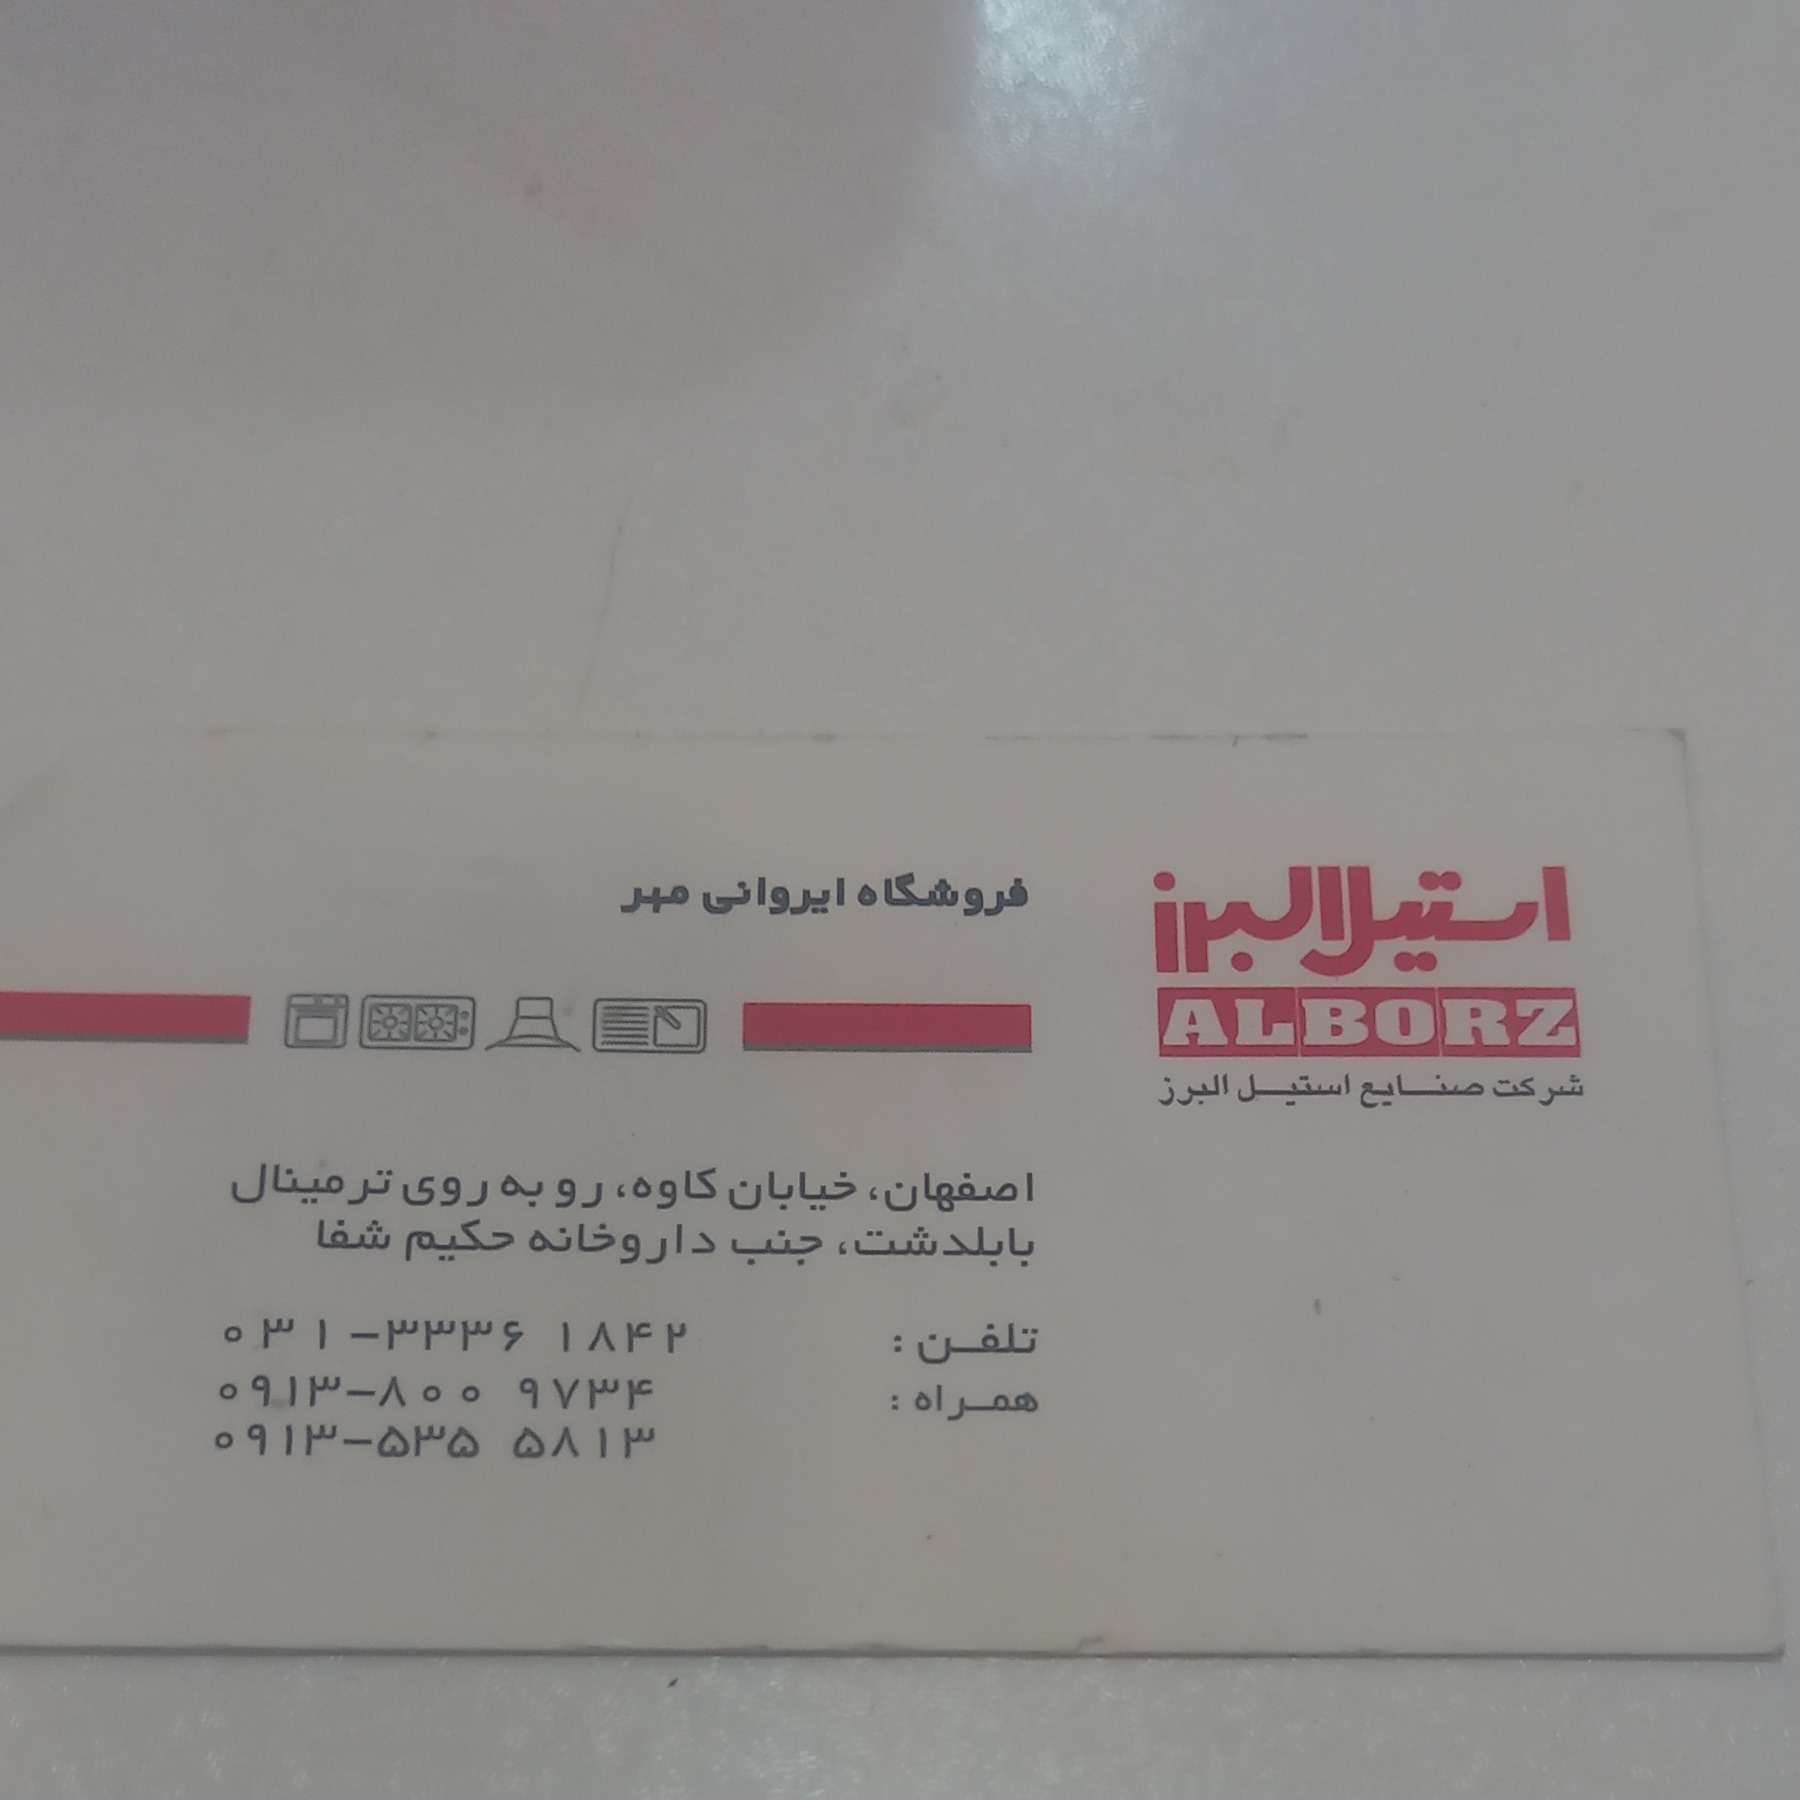 استیل البرز
ALBORZ
شرکت صنایع استیل البرز
فروشگاه ایروانی مهر
اصفهان، خیابان کاوه، رو به روی ترمینال
بابلدشت، جنب داروخانه حکیم شفا
تلفن : ۰۳۱-۳۳۳۶ ۱۸۴۲
همراه : ۰۹۱۳-۸۰۰ ۹۷۳۴
۰۹۱۳-۵۳۵ ۵۸۱۳